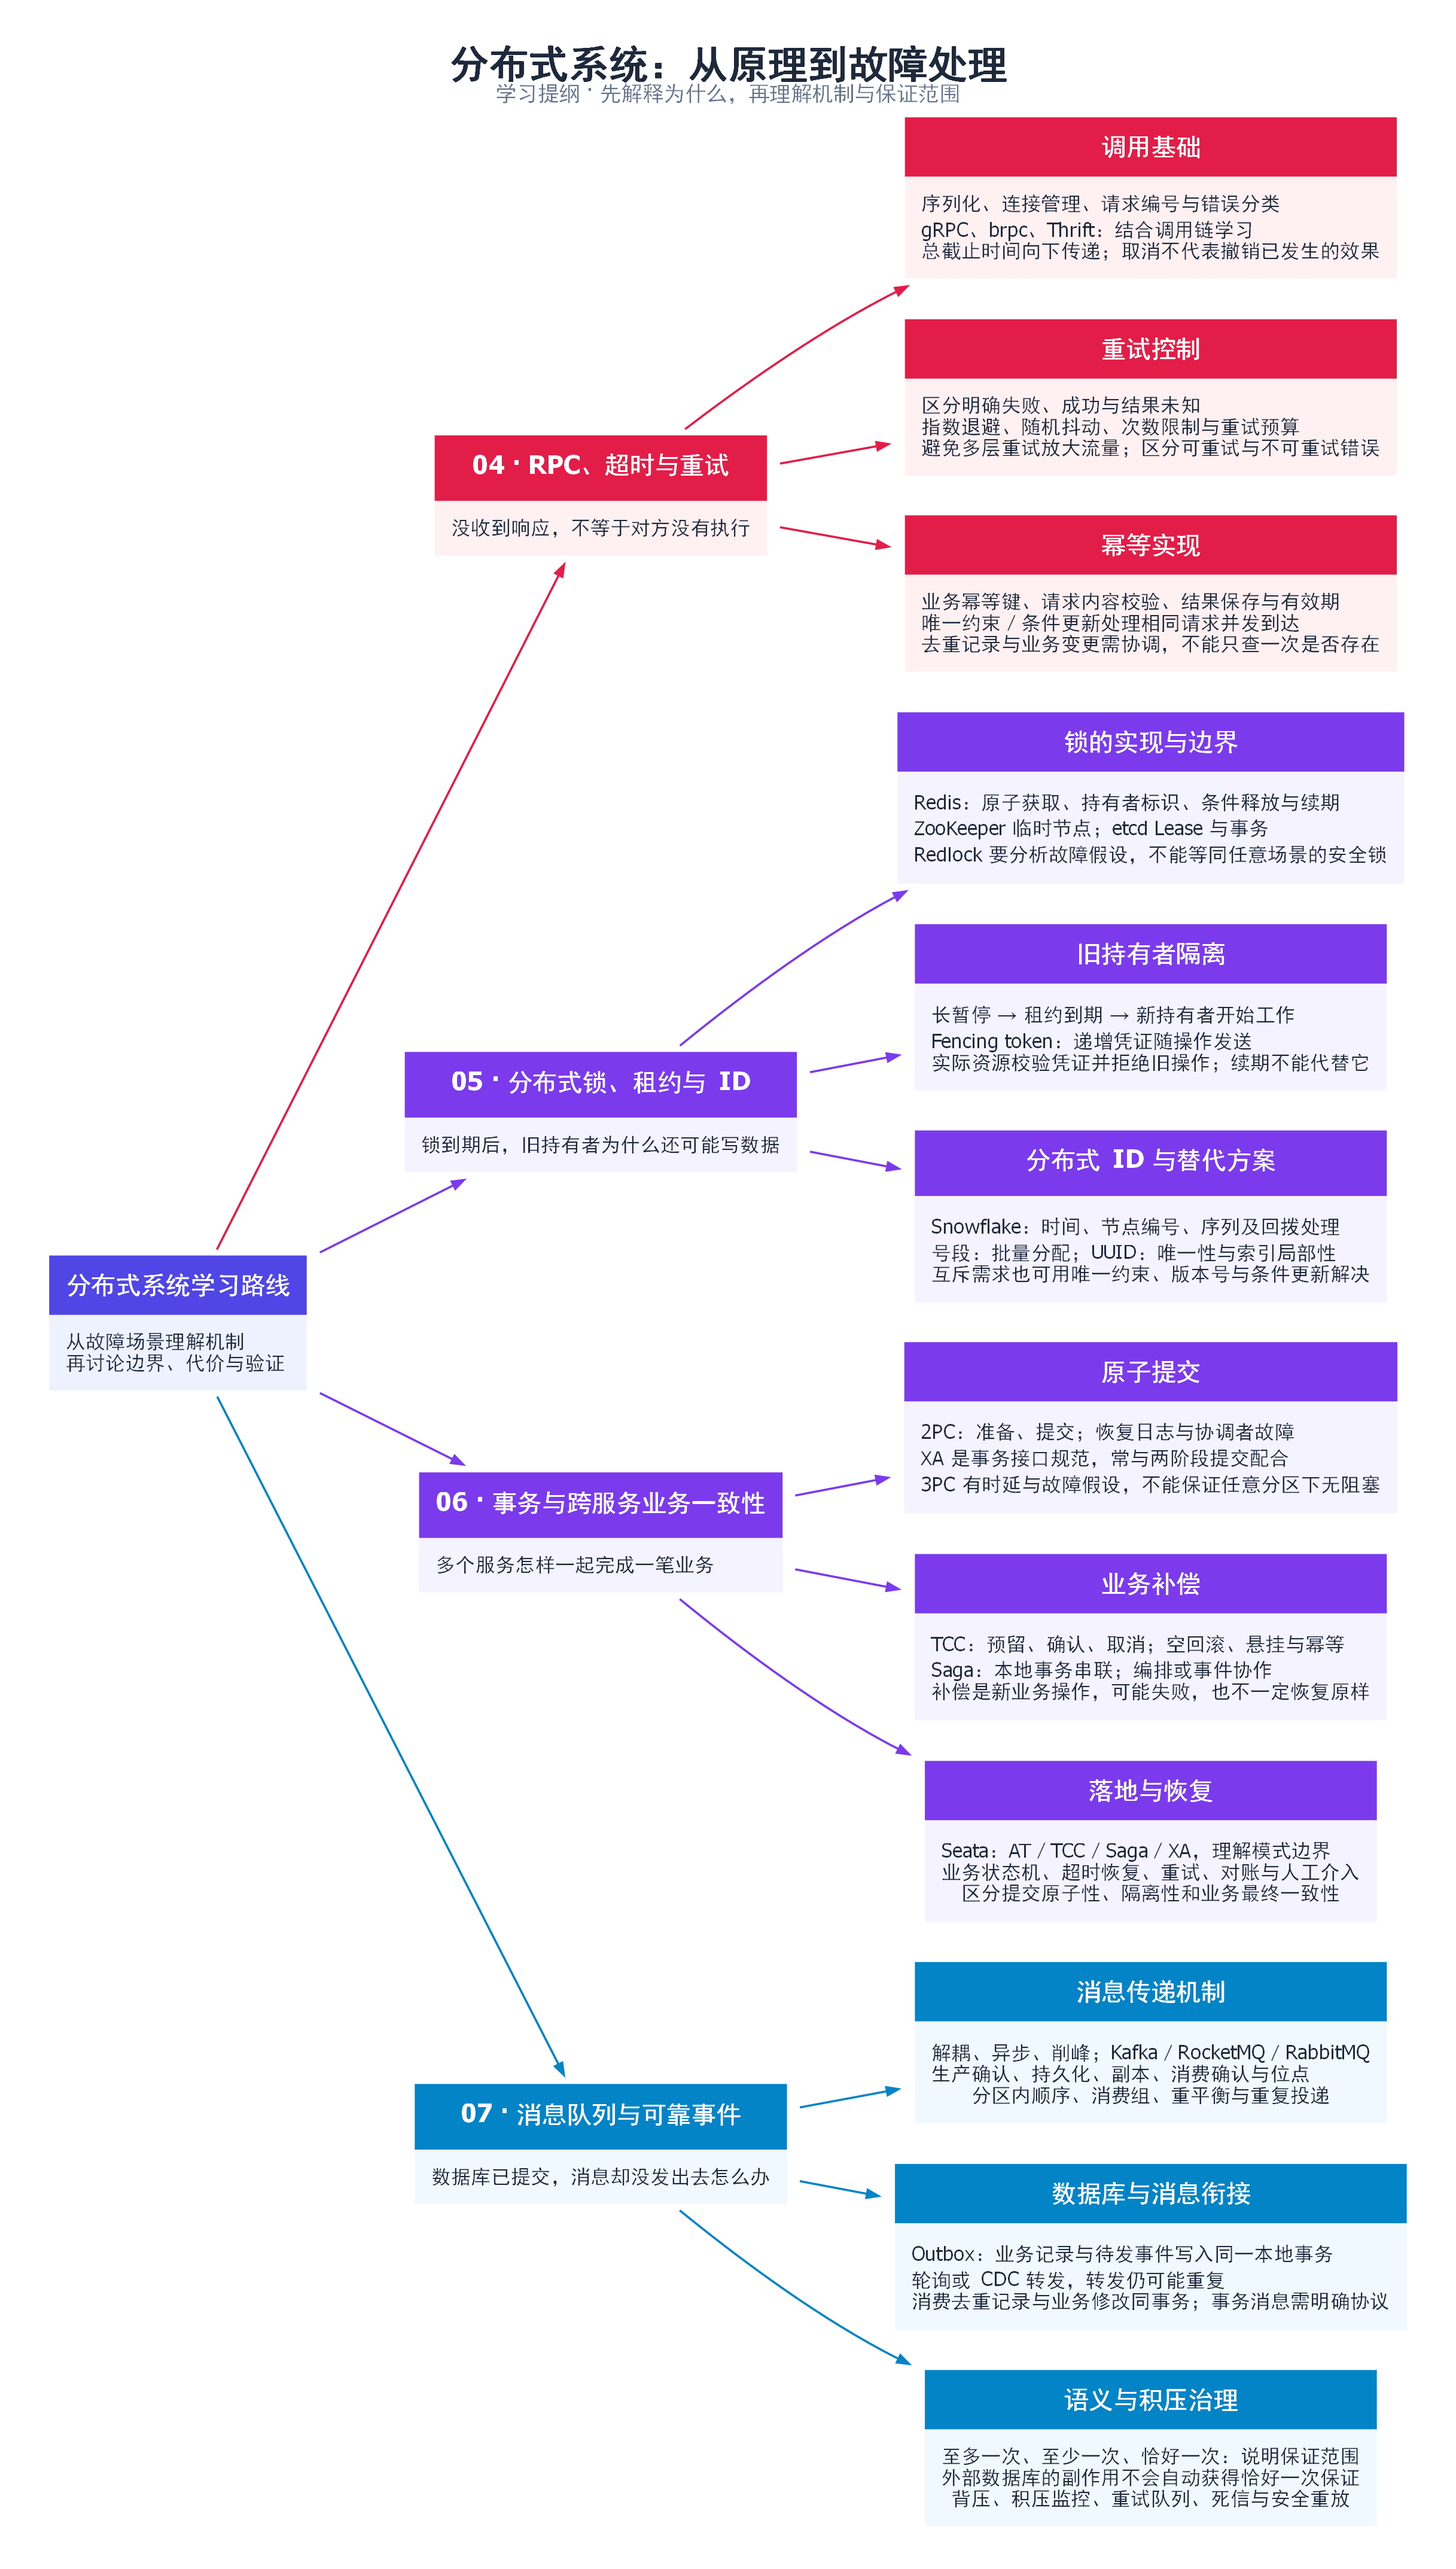 分布式系统：从原理到故障处理
学习提纲 · 先解释为什么，再理解机制与保证范围
调用基础
序列化、连接管理、请求编号与错误分类
gRPC、brpc、Thrift：结合调用链学习
总截止时间向下传递；取消不代表撤销已发生的效果
重试控制
区分明确失败、成功与结果未知
指数退避、随机抖动、次数限制与重试预算
避免多层重试放大流量；区分可重试与不可重试错误
04 · RPC、超时与重试
没收到响应，不等于对方没有执行
幂等实现
业务幂等键、请求内容校验、结果保存与有效期
唯一约束 / 条件更新处理相同请求并发到达
去重记录与业务变更需协调，不能只查一次是否存在
锁的实现与边界
Redis：原子获取、持有者标识、条件释放与续期
ZooKeeper 临时节点；etcd Lease 与事务
Redlock 要分析故障假设，不能等同任意场景的安全锁
旧持有者隔离
长暂停 → 租约到期 → 新持有者开始工作
Fencing token：递增凭证随操作发送
实际资源校验凭证并拒绝旧操作；续期不能代替它
05 · 分布式锁、租约与 ID
锁到期后，旧持有者为什么还可能写数据
分布式 ID 与替代方案
Snowflake：时间、节点编号、序列及回拨处理
号段：批量分配；UUID：唯一性与索引局部性
互斥需求也可用唯一约束、版本号与条件更新解决
分布式系统学习路线
从故障场景理解机制
再讨论边界、代价与验证
原子提交
2PC：准备、提交；恢复日志与协调者故障
XA 是事务接口规范，常与两阶段提交配合
3PC 有时延与故障假设，不能保证任意分区下无阻塞
06 · 事务与跨服务业务一致性
多个服务怎样一起完成一笔业务
业务补偿
TCC：预留、确认、取消；空回滚、悬挂与幂等
Saga：本地事务串联；编排或事件协作
补偿是新业务操作，可能失败，也不一定恢复原样
落地与恢复
Seata：AT / TCC / Saga / XA，理解模式边界
业务状态机、超时恢复、重试、对账与人工介入
区分提交原子性、隔离性和业务最终一致性
消息传递机制
解耦、异步、削峰；Kafka / RocketMQ / RabbitMQ
生产确认、持久化、副本、消费确认与位点
分区内顺序、消费组、重平衡与重复投递
07 · 消息队列与可靠事件
数据库已提交，消息却没发出去怎么办
数据库与消息衔接
Outbox：业务记录与待发事件写入同一本地事务
轮询或 CDC 转发，转发仍可能重复
消费去重记录与业务修改同事务；事务消息需明确协议
语义与积压治理
至多一次、至少一次、恰好一次：说明保证范围
外部数据库的副作用不会自动获得恰好一次保证
背压、积压监控、重试队列、死信与安全重放